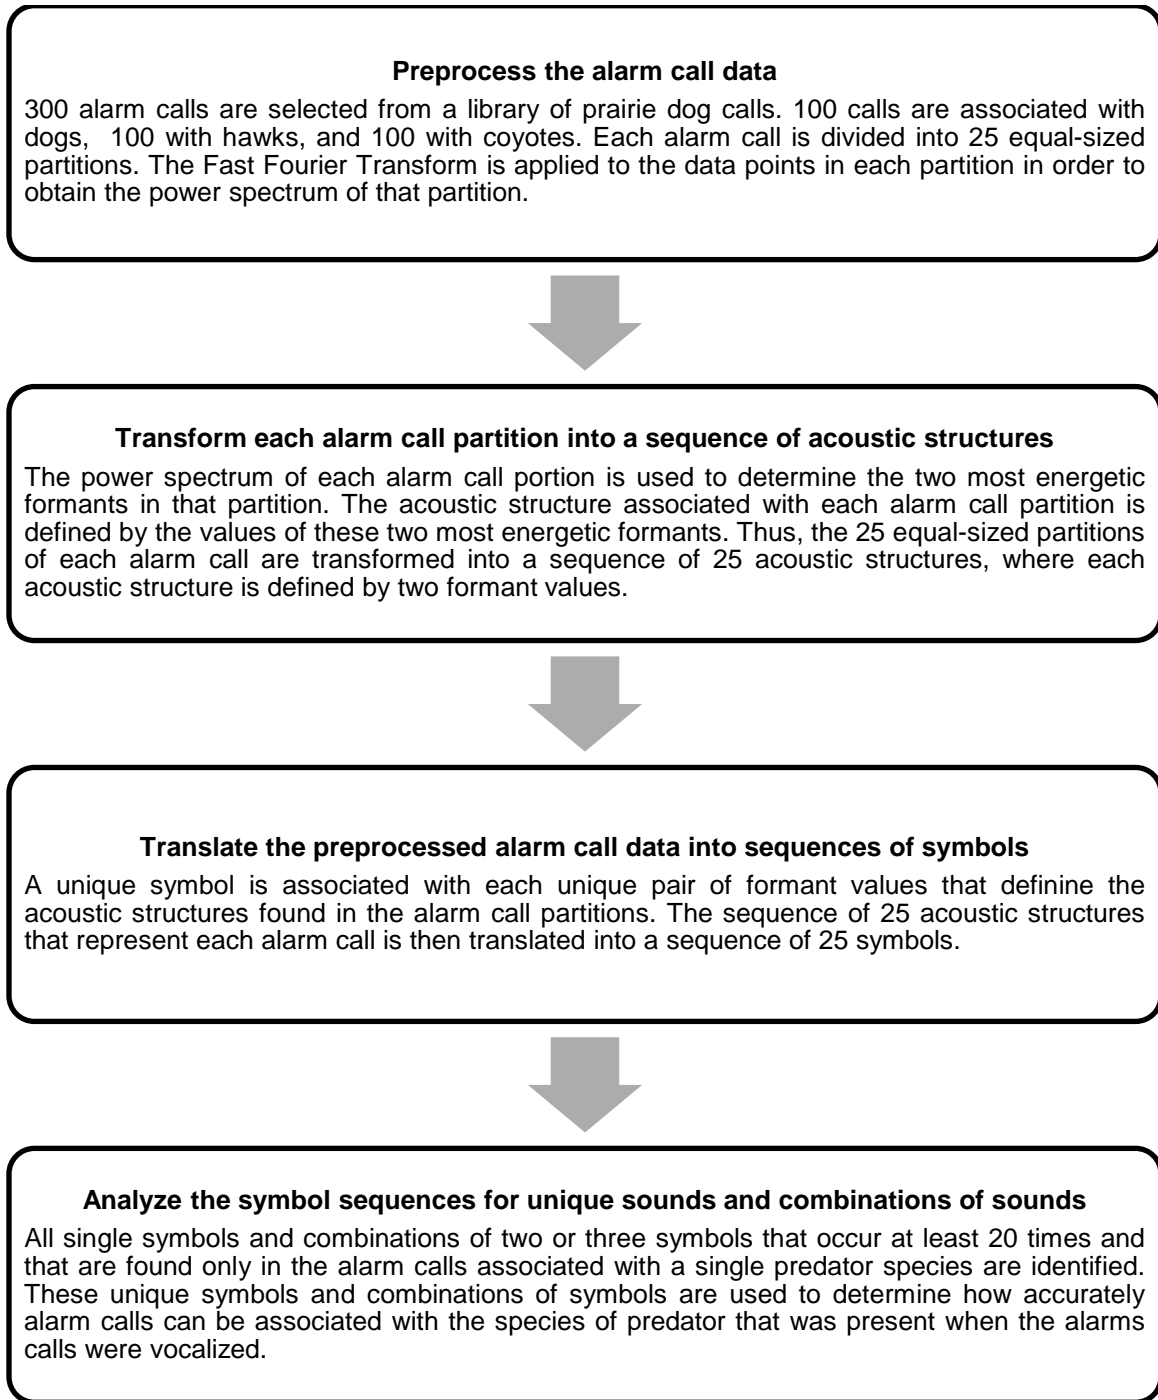 Preprocess the alarm call data
300 alarm calls are selected from a library of prairie dog calls. 100 calls are associated with
dogs,  100 with hawks, and 100 with coyotes. Each alarm call is divided into 25 equal-sized
partitions. The Fast Fourier Transform is applied to the data points in each partition in order to
obtain the power spectrum of that partition.
Transform each alarm call partition into a sequence of acoustic structures
The power spectrum of each alarm call portion is used to determine the two most energetic
formants in that partition. The acoustic structure associated with each alarm call partition is
defined by the values of these two most energetic formants. Thus, the 25 equal-sized partitions
of each alarm call are transformed into a sequence of 25 acoustic structures, where each
acoustic structure is defined by two formant values.
Translate the preprocessed alarm call data into sequences of symbols
A unique symbol is associated with each unique pair of formant values that definine the
acoustic structures found in the alarm call partitions. The sequence of 25 acoustic structures
that represent each alarm call is then translated into a sequence of 25 symbols.
Analyze the symbol sequences for unique sounds and combinations of sounds
All single symbols and combinations of two or three symbols that occur at least 20 times and
that are found only in the alarm calls associated with a single predator species are identified.
These unique symbols and combinations of symbols are used to determine how accurately
alarm calls can be associated with the species of predator that was present when the alarms
calls were vocalized.